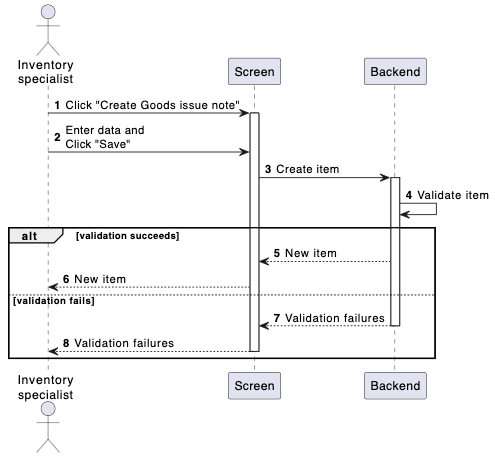 Inventory
specialist
Screen
Backend
1 Click "Create Goods issue note"
2 Enter data and
Click "Save"
3 Create item
4 Validate item
alt [validation succeeds]
5 New item
6 New item
[validation fails]
7 Validation failures
8 Validation failures
Inventory
specialist
Screen
Backend